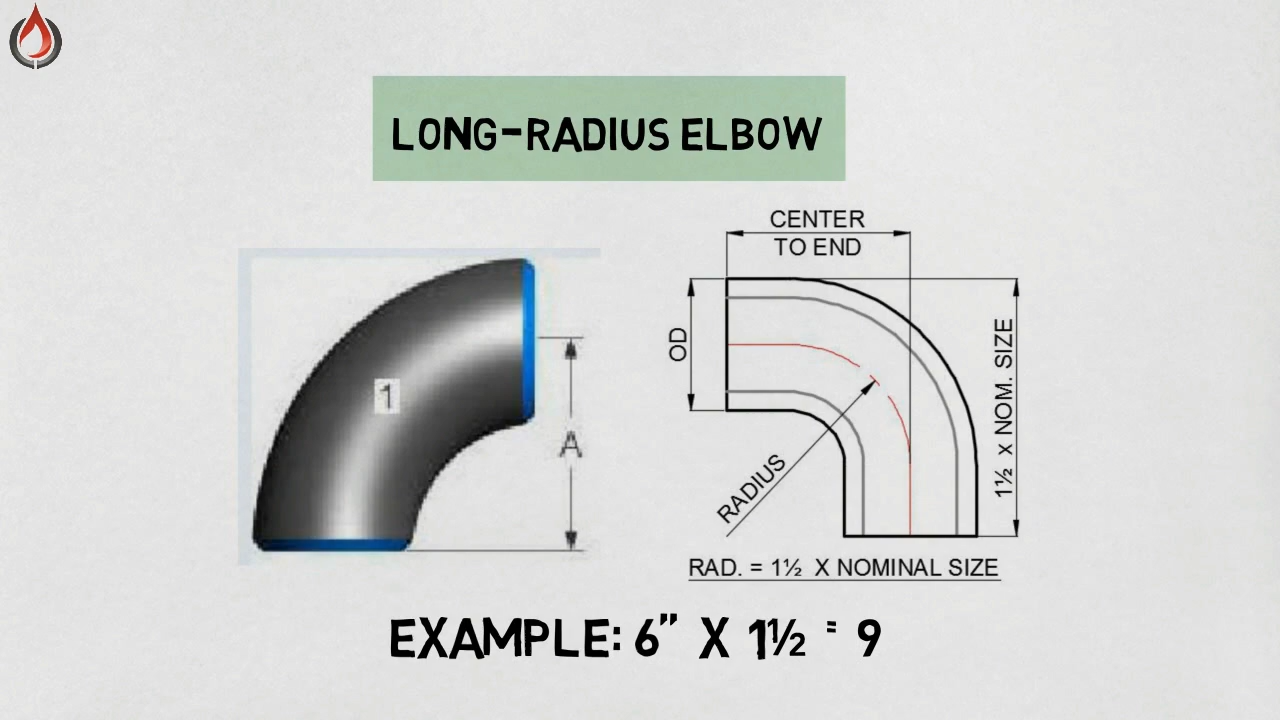 LONG-RADIUS ELBOW
CENTER
TO END
OD
1
A
RADIUS
1½ x NOM. SIZE
RAD. = 1½ X NOMINAL SIZE
EXAMPLE: 6" X 1½ = 9